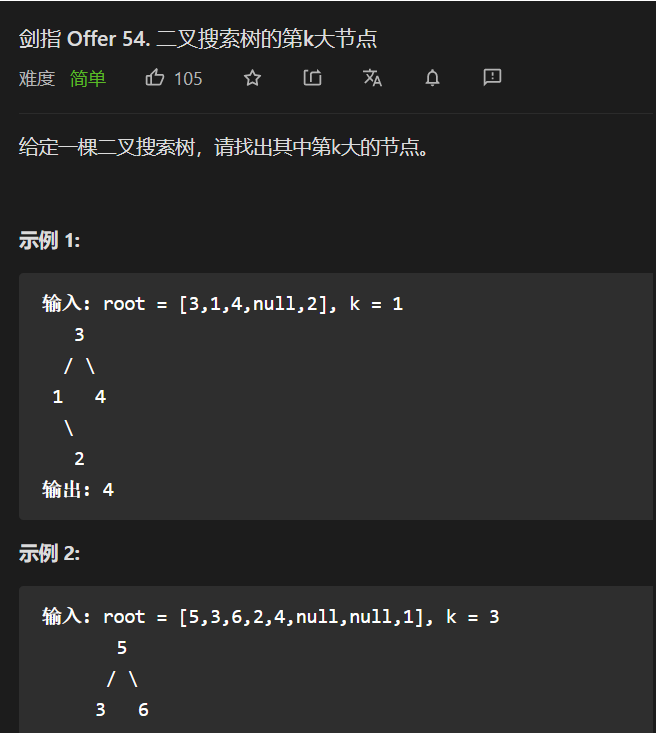 剑指 Offer 54. 二叉搜索树的第k大节点
难度 简单 105
给定一棵二叉搜索树，请找出其中第k大的节点。
示例 1:
输入: root = [3,1,4,null,2], k = 1
3
/ \
1 4
\
2
输出: 4
示例 2:
输入: root = [5,3,6,2,4,null,null,1], k = 3
5
/ \
3 6